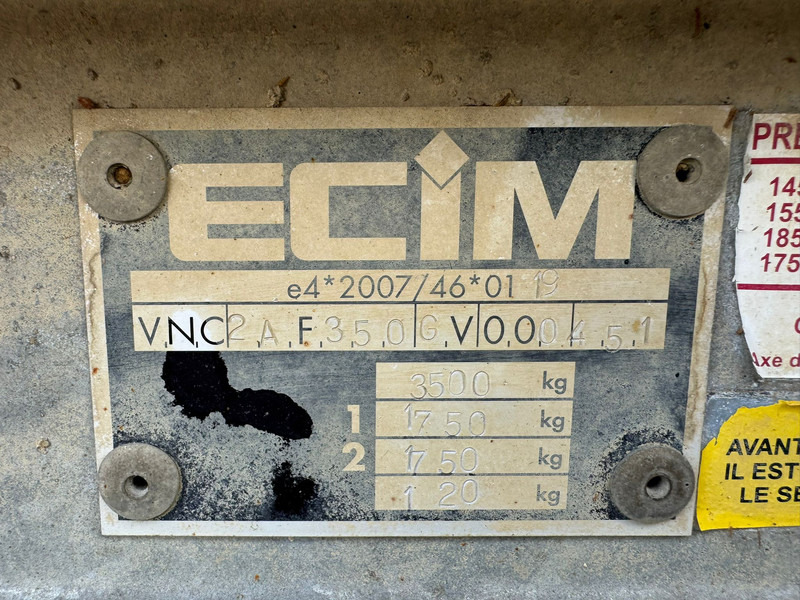 ECiM
e4*2007/46*01 19
VNC2AF350GV0000451
3500 kg
1 1750 kg
2 1750 kg
120 kg
PRE
145
155
185
175
Axe d
AVANT
IL EST
LE SE